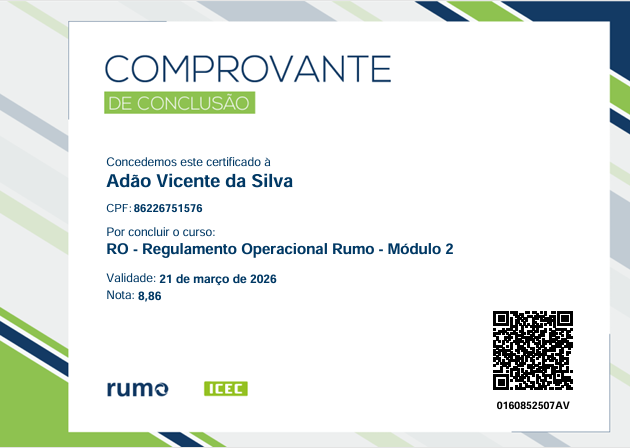 COMPROVANTE
DE CONCLUSÃO
Concedemos este certificado à
Adão Vicente da Silva
CPF: 86226751576
Por concluir o curso:
RO - Regulamento Operacional Rumo - Módulo 2
Validade: 21 de março de 2026
Nota: 8,86
rumo ICEC
0160852507AV